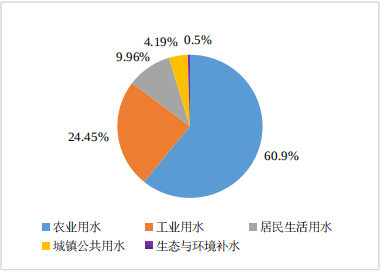 4.19% 0.5%
9.96%
24.45%
60.9%
农业用水 工业用水 居民生活用水
城镇公共用水 生态与环境补水